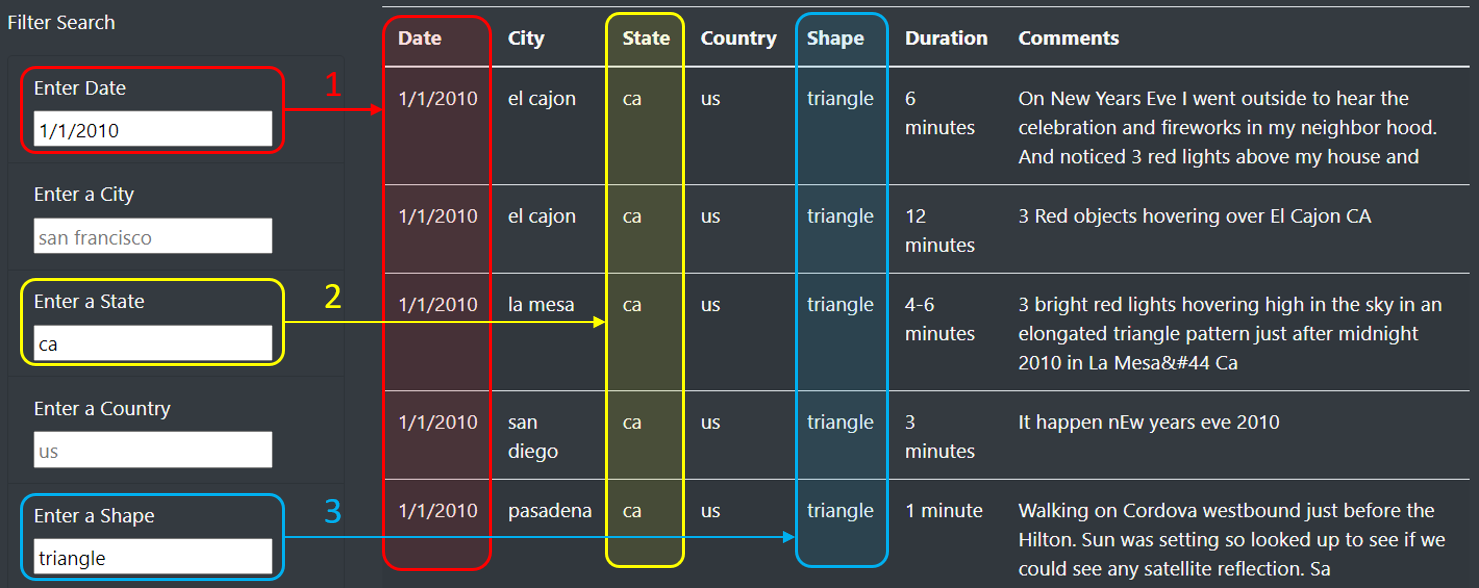 Filter Search
Enter Date
1/1/2010
1
Enter a City
san francisco
Enter a State
ca
2
Enter a Country
us
Enter a Shape
triangle
3
Date City State Country Shape Duration Comments
1/1/2010 el cajon ca us triangle 6 On New Years Eve I went outside to hear the
minutes celebration and fireworks in my neighbor hood.
And noticed 3 red lights above my house and
1/1/2010 el cajon ca us triangle 12 3 Red objects hovering over El Cajon CA
minutes
1/1/2010 la mesa ca us triangle 4-6 3 bright red lights hovering high in the sky in an
minutes elongated triangle pattern just after midnight
2010 in La Mesa&#44 Ca
1/1/2010 san ca us triangle 3 It happen nEw years eve 2010
diego minutes
1/1/2010 pasadena ca us triangle 1 minute Walking on Cordova westbound just before the
Hilton. Sun was setting so looked up to see if we
could see any satellite reflection. Sa